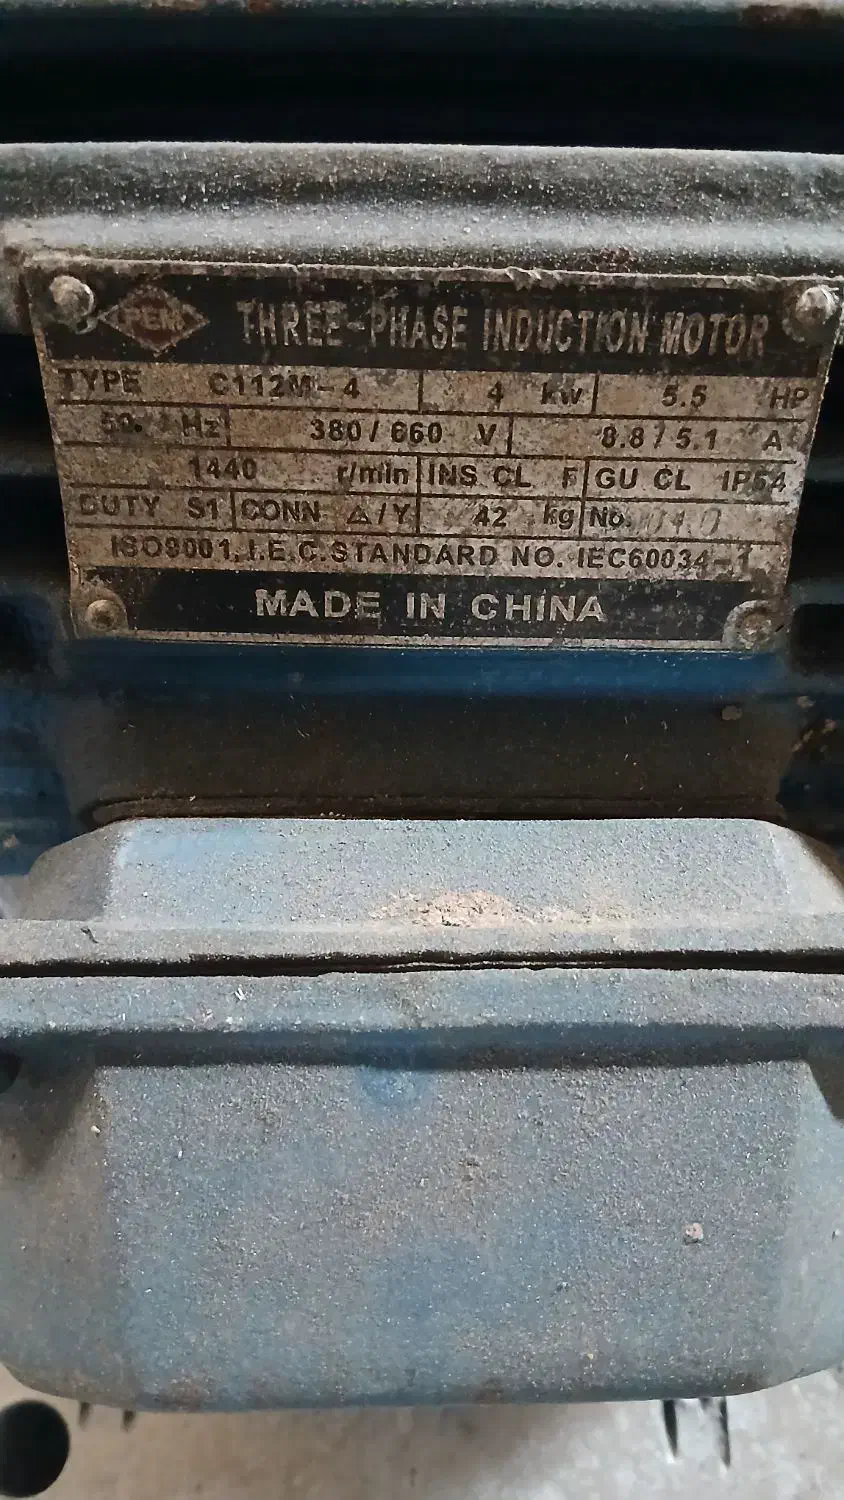 PEM THREE-PHASE INDUCTION MOTOR
TYPE C112M-4 4 kw 5.5 HP
50 Hz 380/660 V 8.8/5.1 A
1440 r/min INS CL F GU CL IP54
DUTY S1 CONN △/Y 42 kg No.
ISO9001, I.E.C.STANDARD NO. IEC60034-1
MADE IN CHINA